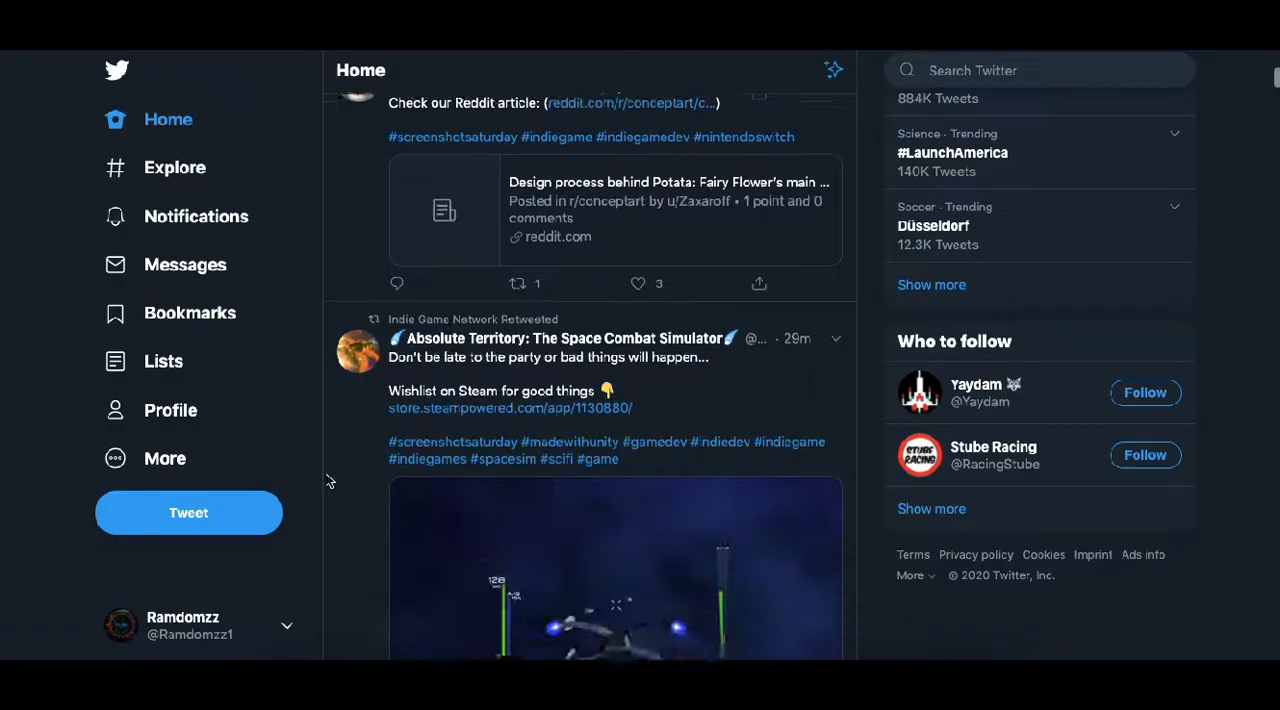 Home
Explore
Notifications
Messages
Bookmarks
Lists
Profile
More
Tweet
Ramdomzz
@Ramdomzz1
Home
Check our Reddit article: (reddit.com/r/conceptart/c...)
#screenshotsaturday #indiegame #indiegamedev #nintendoswitch
Design process behind Potata: Fairy Flower's main ...
Posted in r/conceptart by u/Zaxaroff • 1 point and 0
comments
reddit.com
1
3
Indie Game Network Retweeted
Absolute Territory: The Space Combat Simulator @... · 29m
Don't be late to the party or bad things will happen...
Wishlist on Steam for good things 👇
store.steampowered.com/app/1130880/
#screenshotsaturday #madewithunity #gamedev #indiedev #indiegame
#indiegames #spacesim #scifi #game
128
Search Twitter
884K Tweets
Science · Trending
#LaunchAmerica
140K Tweets
Soccer · Trending
Düsseldorf
12.3K Tweets
Show more
Who to follow
Yaydam
@Yaydam
Follow
STUBE
RACING
Stube Racing
@RacingStube
Follow
Show more
Terms Privacy policy Cookies Imprint Ads info
More © 2020 Twitter, Inc.